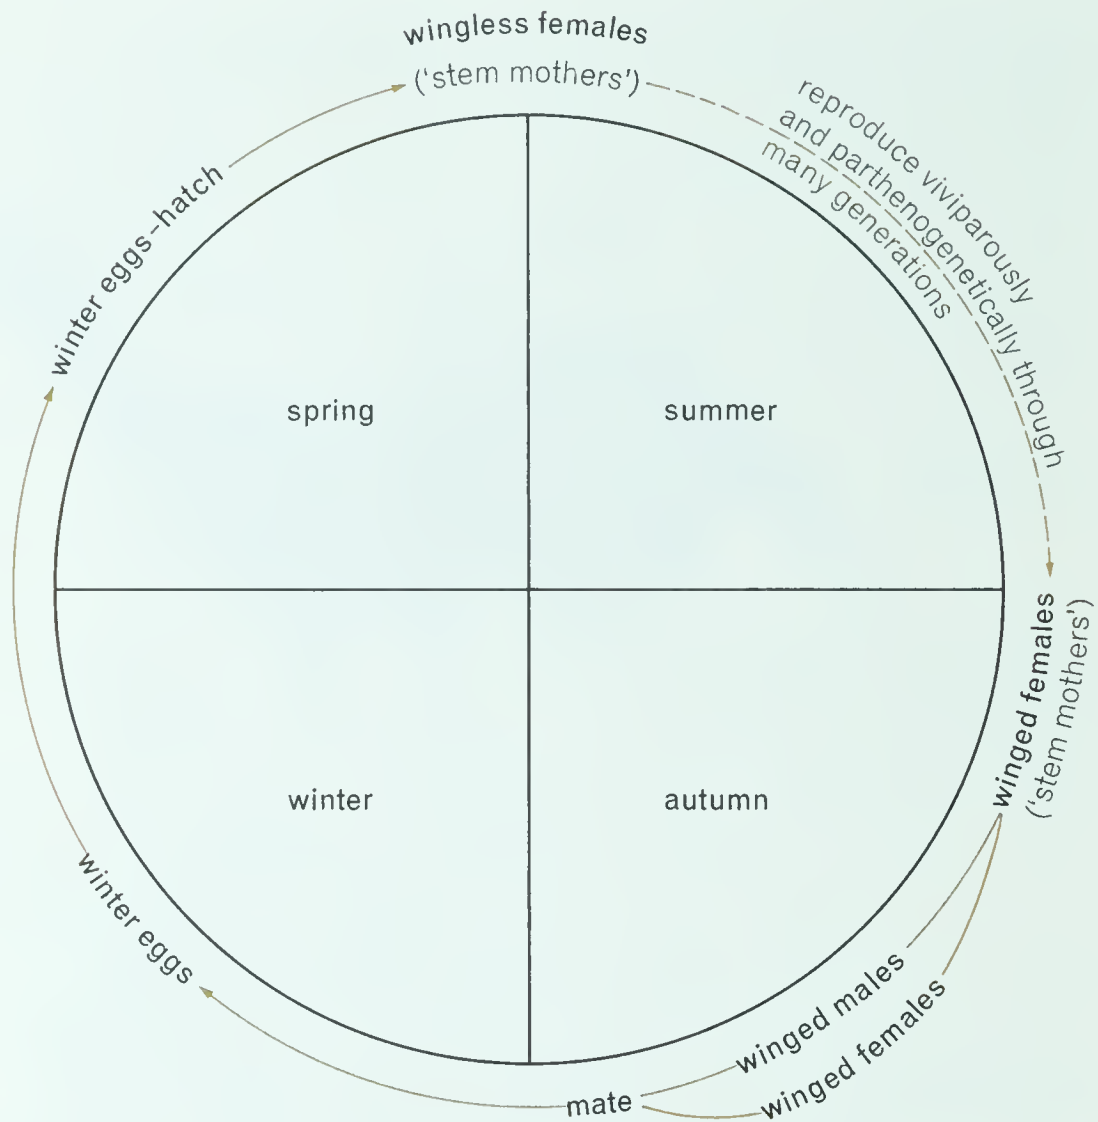 wingless females
('stem mothers')
reproduce viviparously
and parthenogenetically through
many generations
winter eggs–hatch
spring
summer
winged females
('stem mothers')
winter
autumn
winter eggs
winged males
winged females
mate